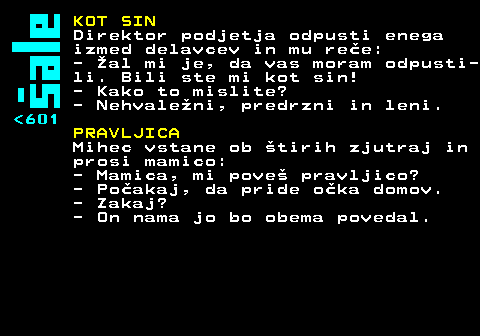 Šale
<601
KOT SIN
Direktor podjetja odpusti enega
izmed delavcev in mu reče:
- Žal mi je, da vas moram odpusti-
li. Bili ste mi kot sin!
- Kako to mislite?
- Nehvaležni, predrzni in leni.
PRAVLJICA
Mihec vstane ob štirih zjutraj in
prosi mamico:
- Mamica, mi poveš pravljico?
- Počakaj, da pride očka domov.
- Zakaj?
- On nama jo bo obema povedal.